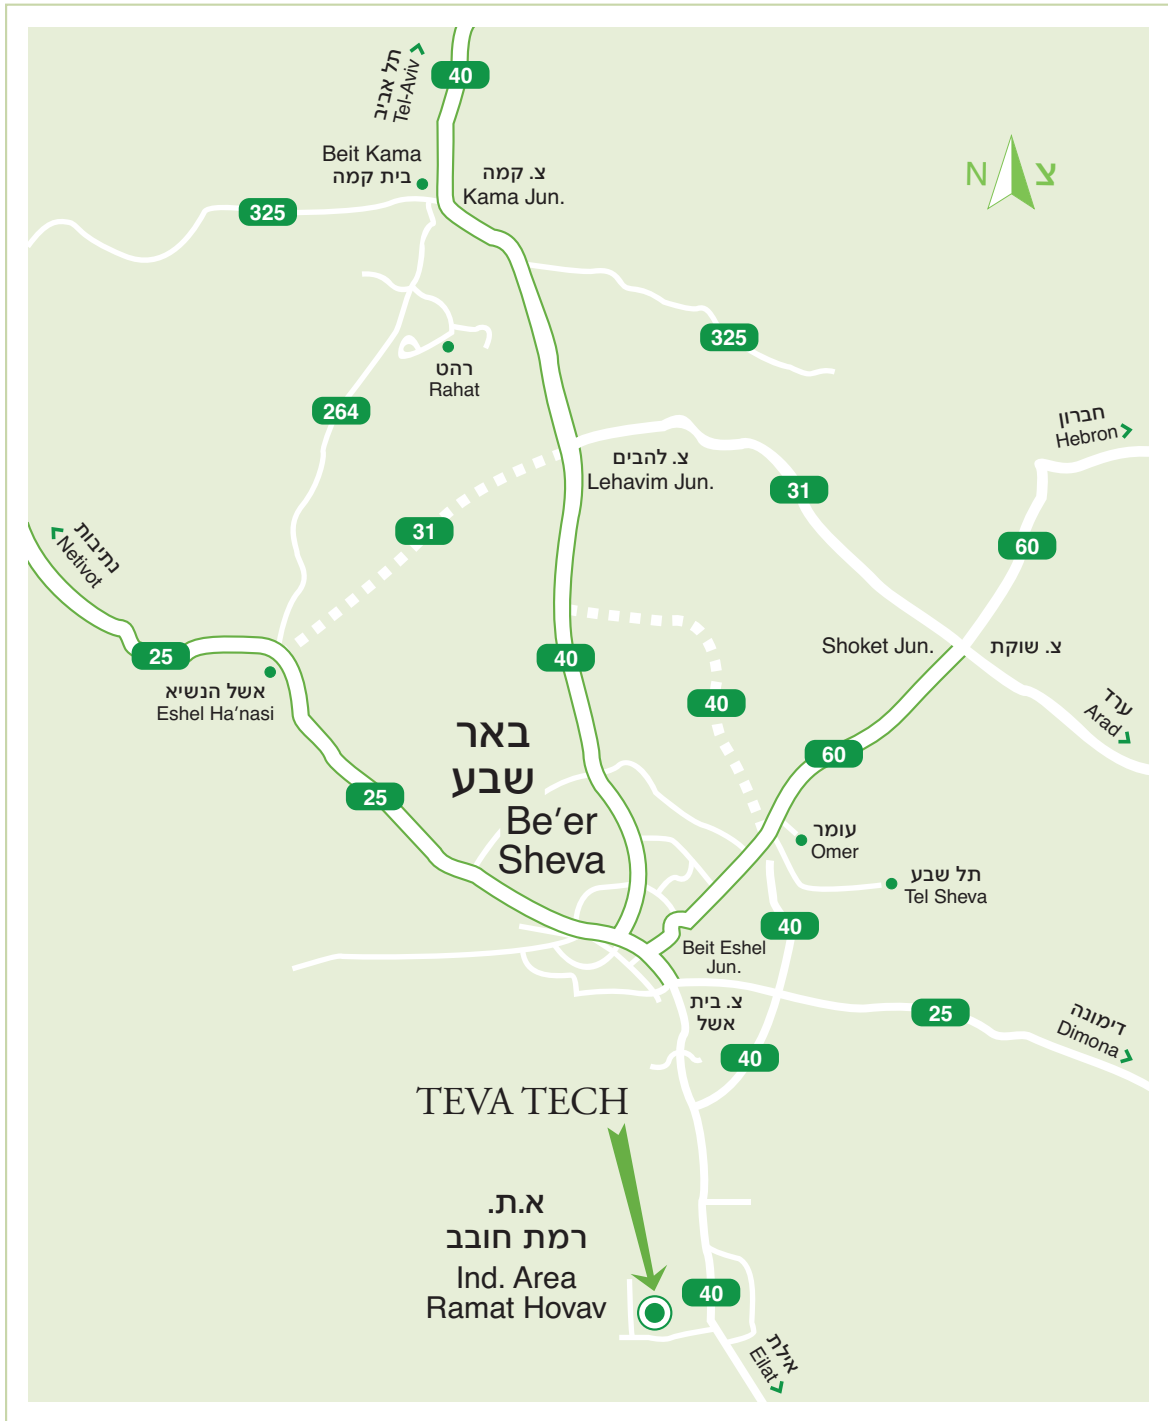 תל אביב
Tel-Aviv
40
Beit Kama
בית קמה
צ. קמה
Kama Jun.
N
צ
325
325
רהט
Rahat
264
חברון
Hebron
צ. להבים
Lehavim Jun.
31
31
60
נתיבות
Netivot
25
Shoket Jun.
צ. שוקת
40
אשל הנשיא
Eshel Ha'nasi
40
ערד
Arad
באר
שבע
Be'er
Sheva
60
25
עומר
Omer
תל שבע
Tel Sheva
40
Beit Eshel
Jun.
צ. בית
אשל
25
דימונה
Dimona
40
TEVA TECH
א.ת.
רמת חובב
Ind. Area
Ramat Hovav
40
אילת
Eilat